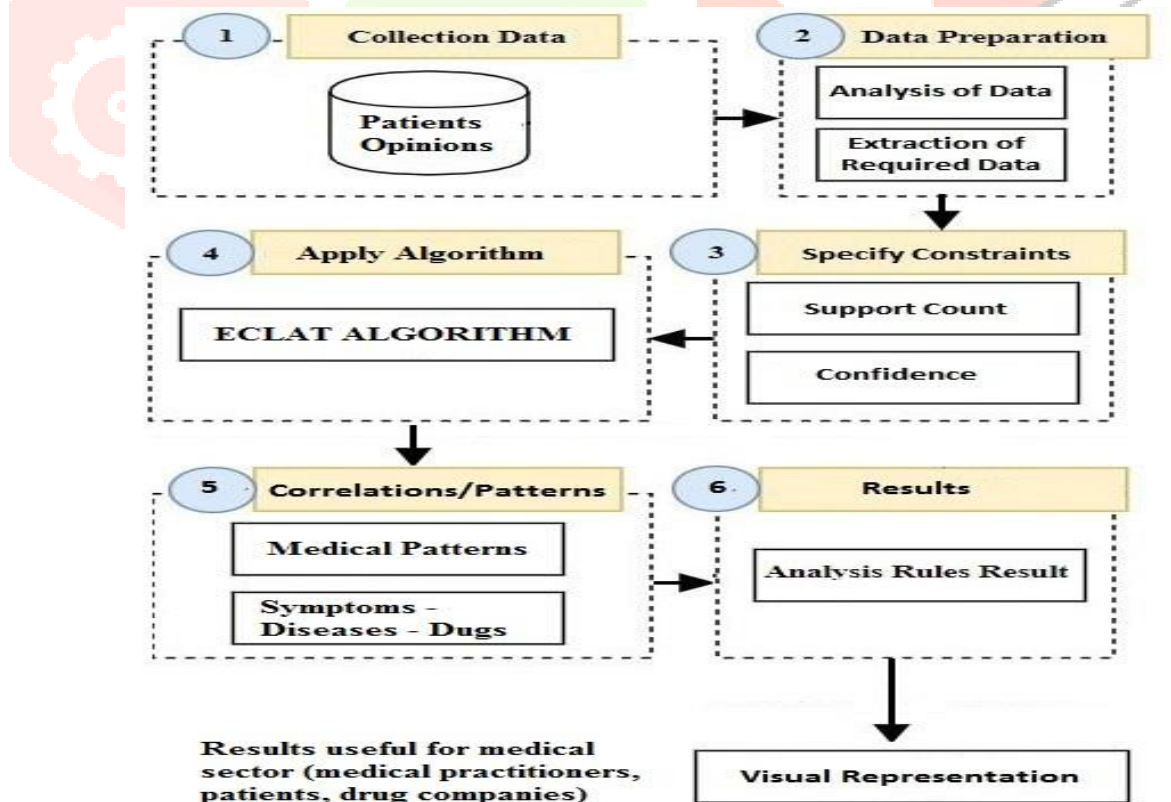 1
Collection Data
Patients
Opinions
2
Data Preparation
Analysis of Data
Extraction of
Required Data
3
Specify Constraints
Support Count
Confidence
4
Apply Algorithm
ECLAT ALGORITHM
5
Correlations/Patterns
Medical Patterns
Symptoms -
Diseases - Dugs
6.
Results
Analysis Rules Result
Visual Representation
Results useful for medical
sector (medical practitioners,
patients, drug companies)